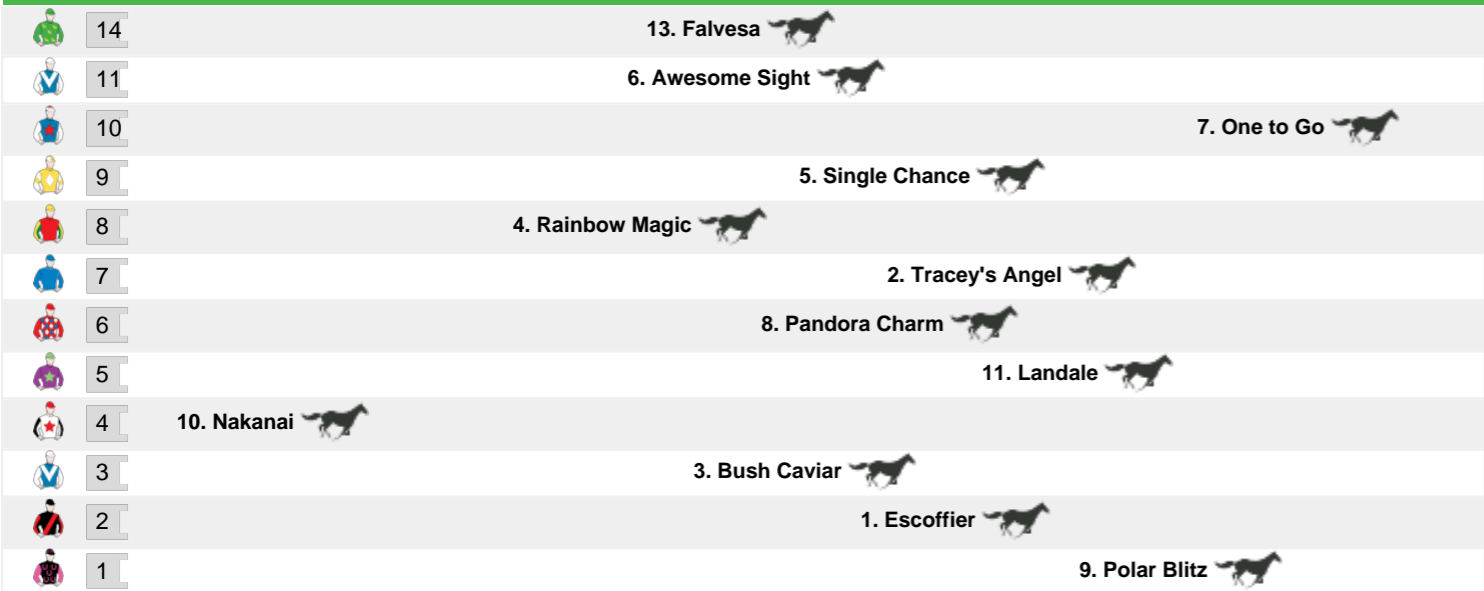 14 13. Falvesa
11 6. Awesome Sight
10 7. One to Go
9 5. Single Chance
8 4. Rainbow Magic
7 2. Tracey's Angel
6 8. Pandora Charm
5 11. Landale
4 10. Nakanai
3 3. Bush Caviar
2 1. Escoffier
1 9. Polar Blitz